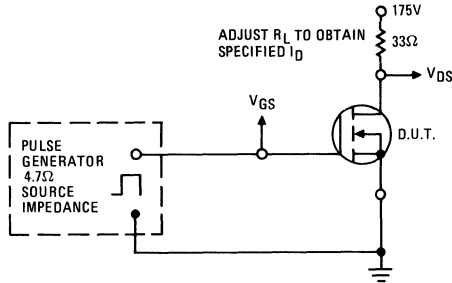 175V
ADJUST RL TO OBTAIN
SPECIFIED ID
33Ω
VDS
VGS
D.U.T.
PULSE
GENERATOR
4.7Ω
SOURCE
IMPEDANCE